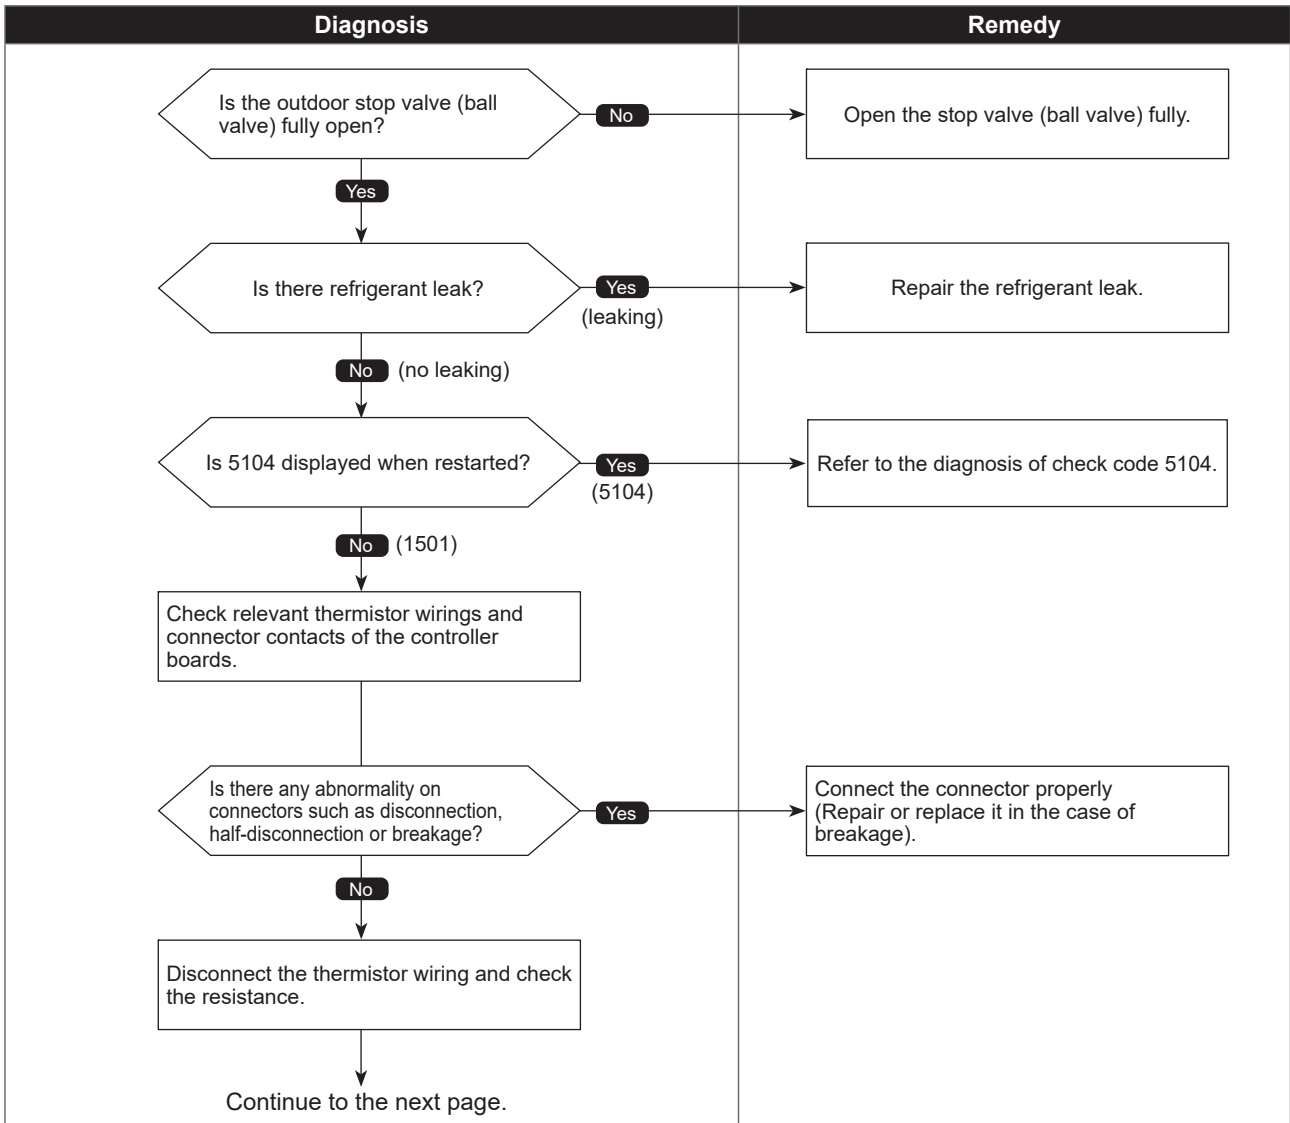 Diagnosis
Remedy
Is the outdoor stop valve (ball
valve) fully open?
No
Open the stop valve (ball valve) fully.
Yes
Is there refrigerant leak?
Yes
(leaking)
Repair the refrigerant leak.
No (no leaking)
Is 5104 displayed when restarted?
Yes
(5104)
Refer to the diagnosis of check code 5104.
No (1501)
Check relevant thermistor wirings and
connector contacts of the controller
boards.
Is there any abnormality on
connectors such as disconnection,
half-disconnection or breakage?
Yes
Connect the connector properly
(Repair or replace it in the case of
breakage).
No
Disconnect the thermistor wiring and check
the resistance.
Continue to the next page.